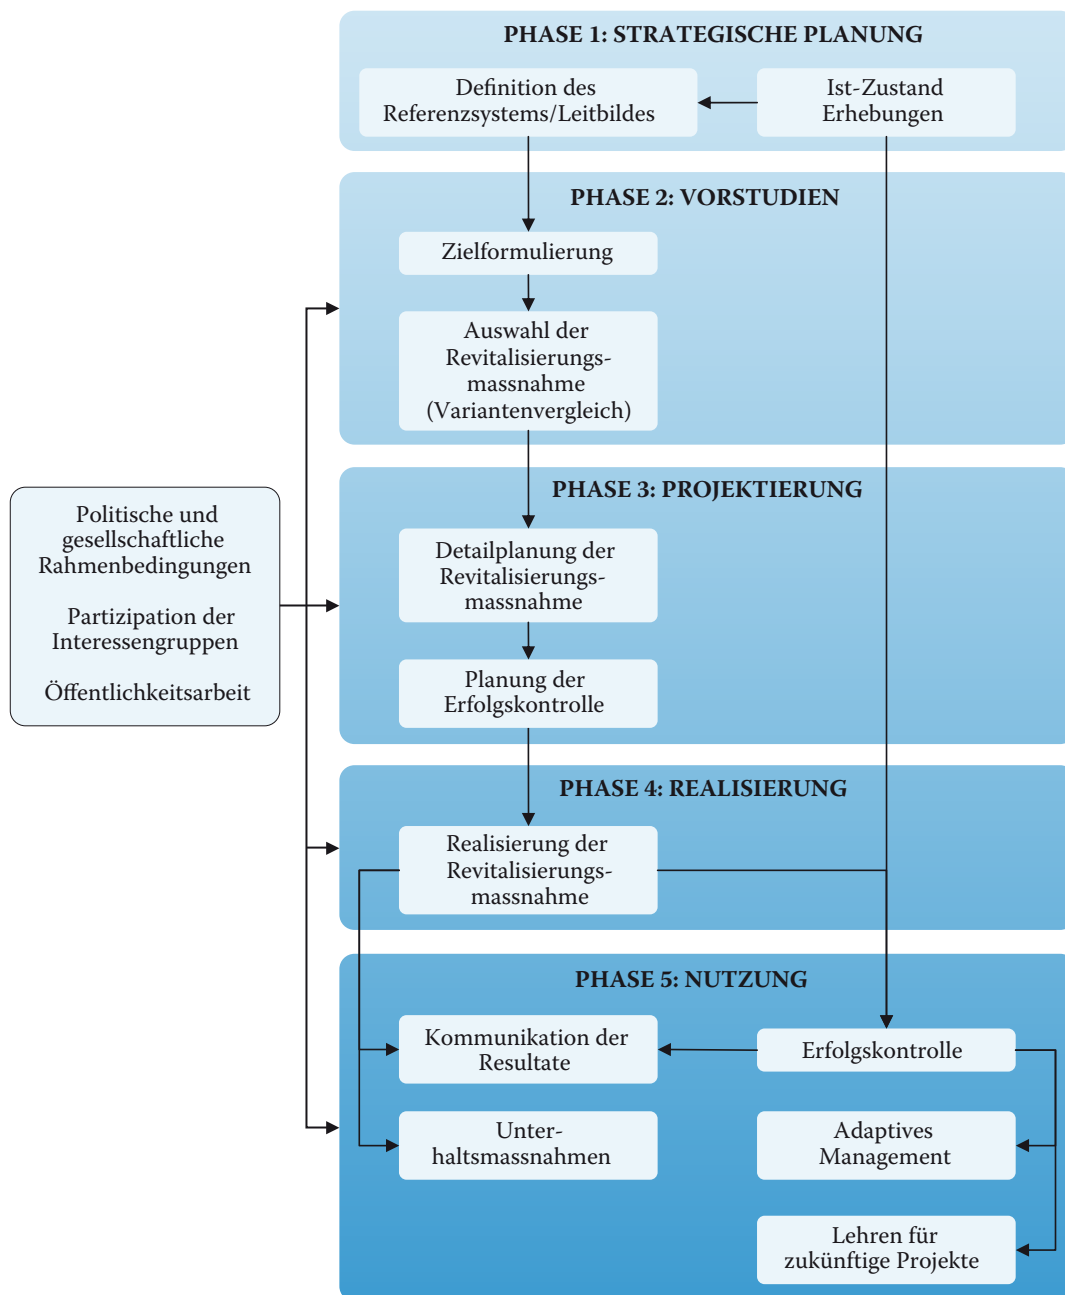 PHASE 1: STRATEGISCHE PLANUNG
Definition des
Referenzsystems/Leitbildes
Ist-Zustand
Erhebungen
PHASE 2: VORSTUDIEN
Zielformulierung
Auswahl der
Revitalisierungs-
massnahme
(Variantenvergleich)
Politische und
gesellschaftliche
Rahmenbedingungen
Partizipation der
Interessengruppen
Öffentlichkeitsarbeit
PHASE 3: PROJEKTIERUNG
Detailplanung der
Revitalisierungs-
massnahme
Planung der
Erfolgskontrolle
PHASE 4: REALISIERUNG
Realisierung der
Revitalisierungs-
massnahme
PHASE 5: NUTZUNG
Kommunikation der
Resultate
Erfolgskontrolle
Unter-
haltsmassnahmen
Adaptives
Management
Lehren für
zukünftige Projekte